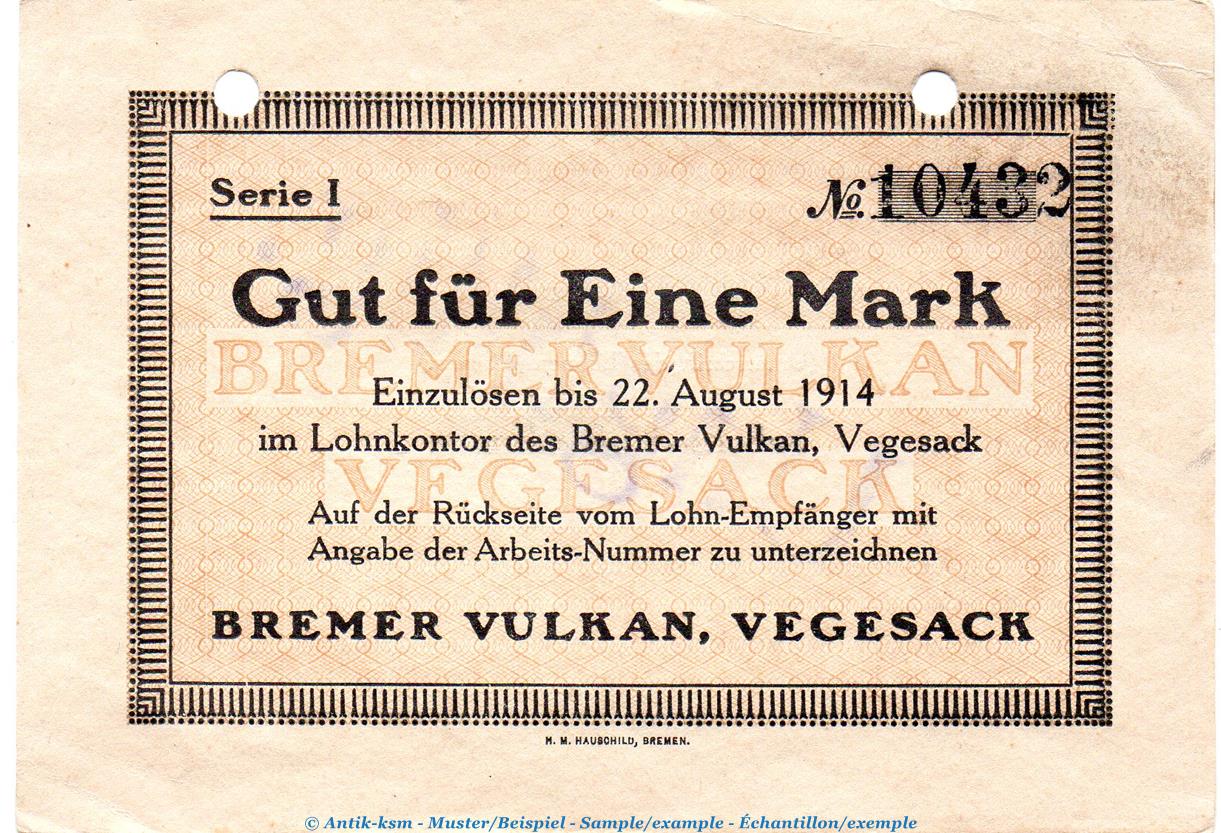 Serie I
No. 10432
Gut für Eine Mark
BREMER VULKAN
Einzulösen bis 22. August 1914
im Lohnkontor des Bremer Vulkan, Vegesack
VEGESACK
Auf der Rückseite vom Lohn-Empfänger mit
Angabe der Arbeits-Nummer zu unterzeichnen
BREMER VULKAN, VEGESACK
H. M. HAUSCHILD, BREMEN.
© Antik-ksm - Muster/Beispiel - Sample/example - Échantillon/exemple